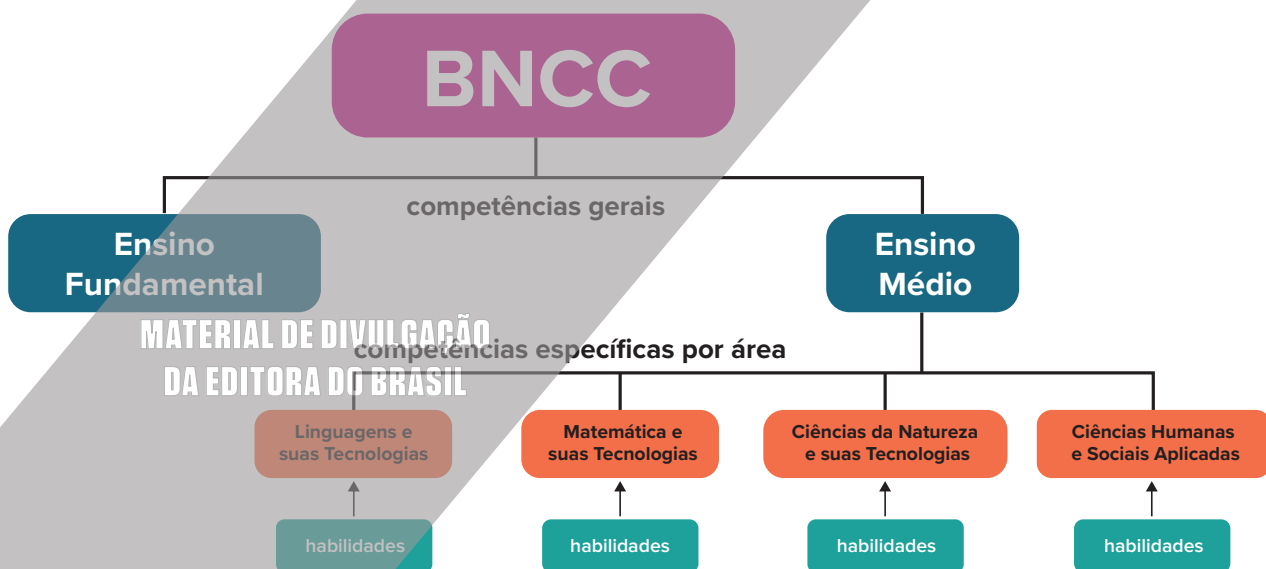 BNCC
competências gerais
Ensino
Fundamental
Ensino
Médio
MATERIAL DE DIVULGAÇÃO
DA EDITORA DO BRASIL
competências específicas por área
Linguagens e
suas Tecnologias
Matemática e
suas Tecnologias
Ciências da Natureza
e suas Tecnologias
Ciências Humanas
e Sociais Aplicadas
habilidades
habilidades
habilidades
habilidades